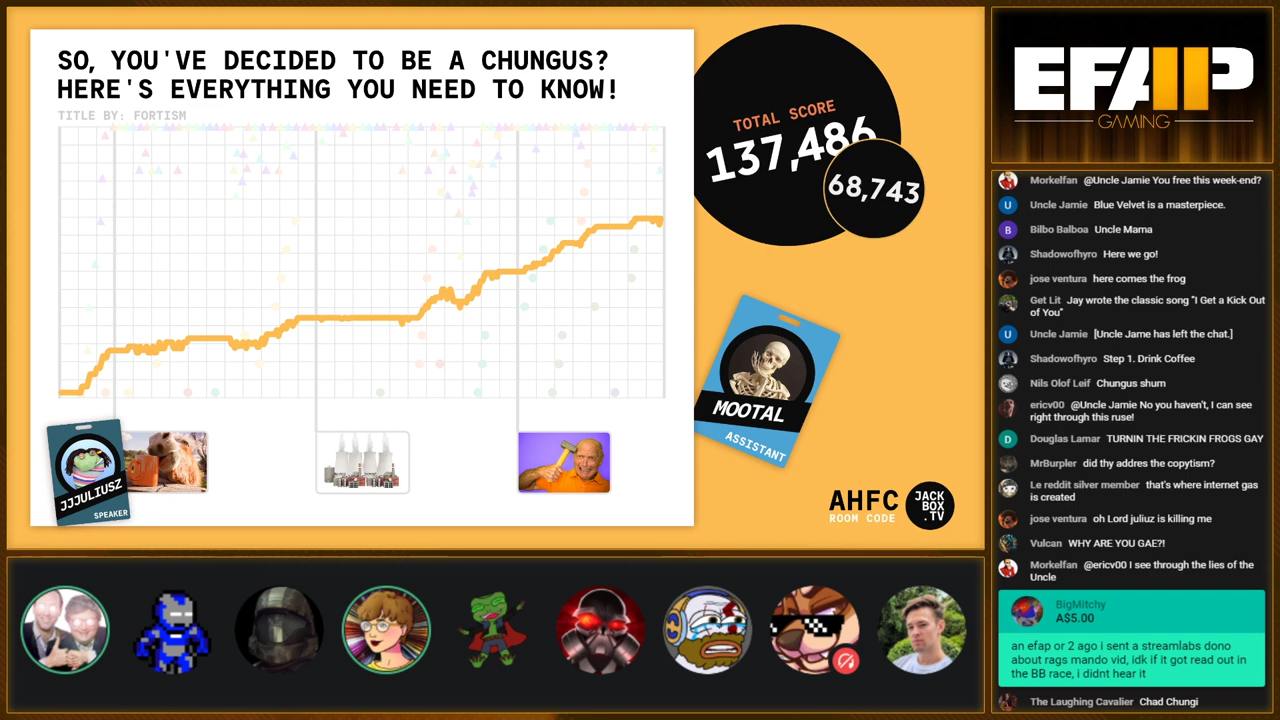 SO, YOU'VE DECIDED TO BE A CHUNGUS?
HERE'S EVERYTHING YOU NEED TO KNOW!
TITLE BY: FORTISM
TOTAL SCORE
137,486
68,743
MOOTAL
ASSISTANT
JJJULIUSZ
SPEAKER
AHFC
ROOM CODE
JACK
BOX
.TV
EFAP
GAMING
Morkelfan @Uncle Jamie You free this week-end?
Uncle Jamie Blue Velvet is a masterpiece.
Bilbo Balboa Uncle Mama
Shadowofhyro Here we go!
jose ventura here comes the frog
Get Lit Jay wrote the classic song "I Get a Kick Out
of You"
Uncle Jamie [Uncle Jame has left the chat.]
Shadowofhyro Step 1. Drink Coffee
Nils Olof Leif Chungus shum
ericv00 @Uncle Jamie No you haven't, I can see
right through this ruse!
Douglas Lamar TURNIN THE FRICKIN FROGS GAY
MrBurpler did thy addres the copytism?
Le reddit silver member that's where internet gas
is created
jose ventura oh Lord juliuz is killing me
Vulcan WHY ARE YOU GAE?!
Morkelfan @ericv00 I see through the lies of the
Uncle
BigMitchy
A$5.00
an efap or 2 ago i sent a streamlabs dono
about rags mando vid, idk if it got read out in
the BB race, i didnt hear it
The Laughing Cavalier Chad Chungi